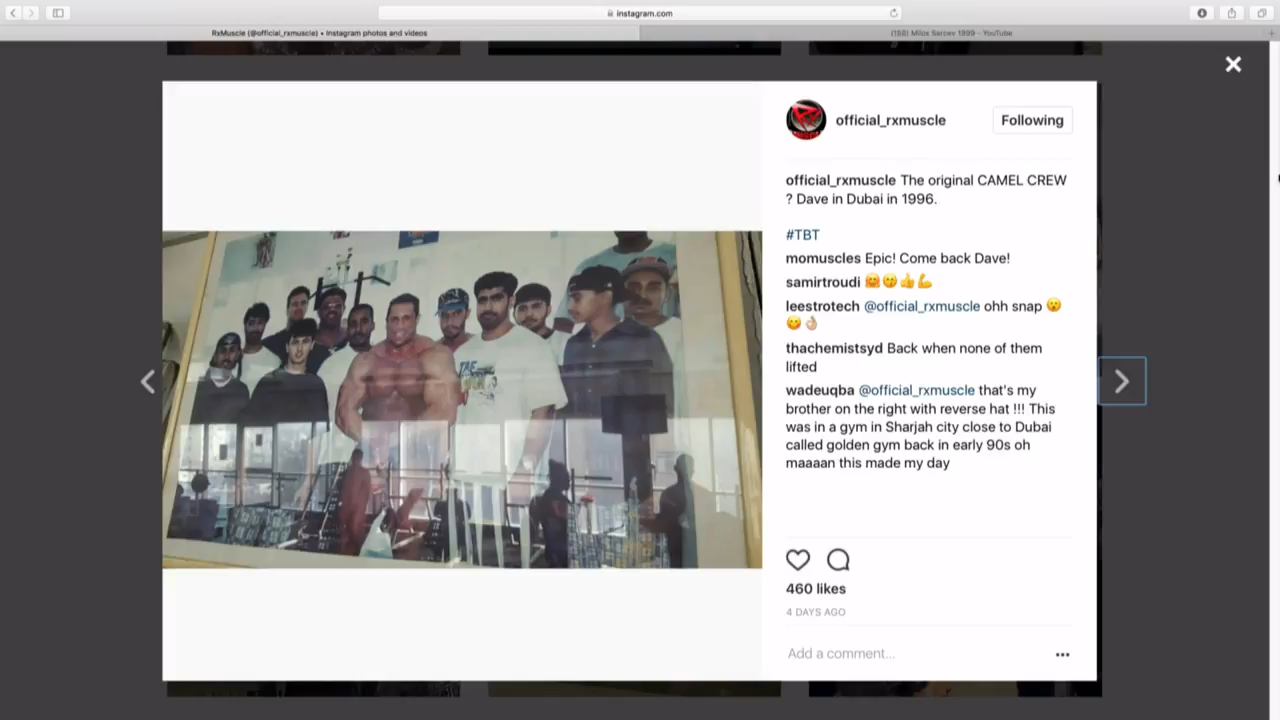 instagram.com
RxMuscle (@official_rxmuscle) • Instagram photos and videos
(198) Milos Sarcev 1999 - YouTube
official_rxmuscle
Following
official_rxmuscle The original CAMEL CREW
? Dave in Dubai in 1996.
#TBT
momuscles Epic! Come back Dave!
samirtroudi 🤗😋👍💪
leestrotech @official_rxmuscle ohh snap 😮
😋👌🏼
thachemistsyd Back when none of them
lifted
wadeuqba @official_rxmuscle that's my
brother on the right with reverse hat !!! This
was in a gym in Sharjah city close to Dubai
called golden gym back in early 90s oh
maaaan this made my day
460 likes
4 DAYS AGO
Add a comment...